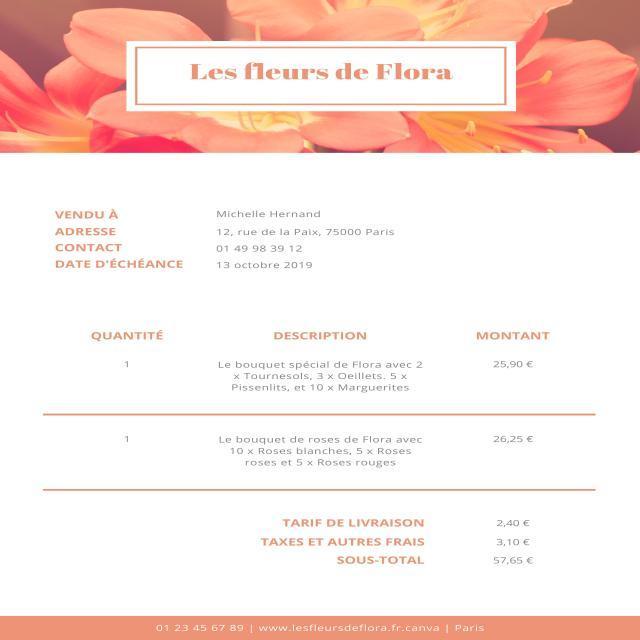 Les fleurs de Flora
VENDU À Michelle Hernand
ADRESSE 12, rue de la Paix, 75000 Paris
CONTACT 01 49 98 39 12
DATE D'ÉCHÉANCE 13 octobre 2019
QUANTITÉ DESCRIPTION MONTANT
1 Le bouquet spécial de Flora avec 2 25,90 €
x Tournesols, 3 x Oeillets. 5 x
Pissenlits, et 10 x Marguerites
1 Le bouquet de roses de Flora avec 26,25 €
10 x Roses blanches, 5 x Roses
roses et 5 x Roses rouges
TARIF DE LIVRAISON 2,40 €
TAXES ET AUTRES FRAIS 3,10 €
SOUS-TOTAL 57,65 €
01 23 45 67 89 | www.lesfleursdeflora.fr.canva | Paris